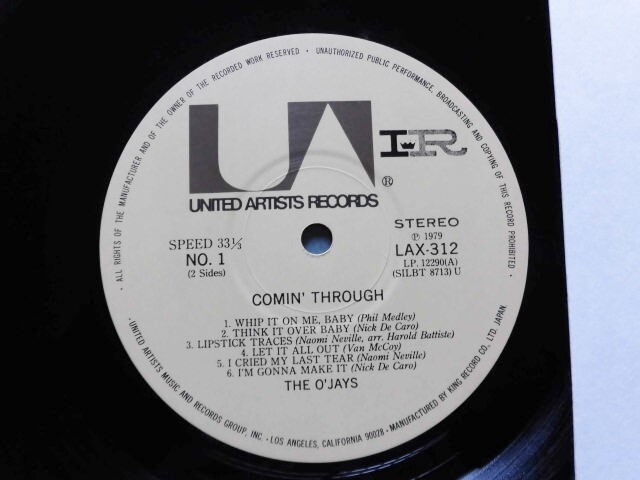 ALL RIGHTS OF THE MANUFACTURER AND OF THE OWNER OF THE RECORDED WORK RESERVED • UNAUTHORIZED PUBLIC PERFORMANCE, BROADCASTING AND COPYING OF THIS RECORD PROHIBITED •
UA
IR
®
UNITED ARTISTS RECORDS
STEREO
SPEED 33⅓
℗ 1979
NO. 1
LAX-312
(2 Sides)
LP, 12290(A)
(SILBT 8713) U
COMIN' THROUGH
1. WHIP IT ON ME, BABY (Phil Medley)
2. THINK IT OVER BABY (Nick De Caro)
3. LIPSTICK TRACES (Naomi Neville, arr. Harold Battiste)
4. LET IT ALL OUT (Van McCoy)
5. I CRIED MY LAST TEAR (Naomi Neville)
6. I'M GONNA MAKE IT (Nick De Caro)
THE O'JAYS
• UNITED ARTISTS MUSIC AND RECORDS GROUP, INC. • LOS ANGELES, CALIFORNIA 90028 • MANUFACTURED BY KING RECORD CO. LTD. JAPAN.